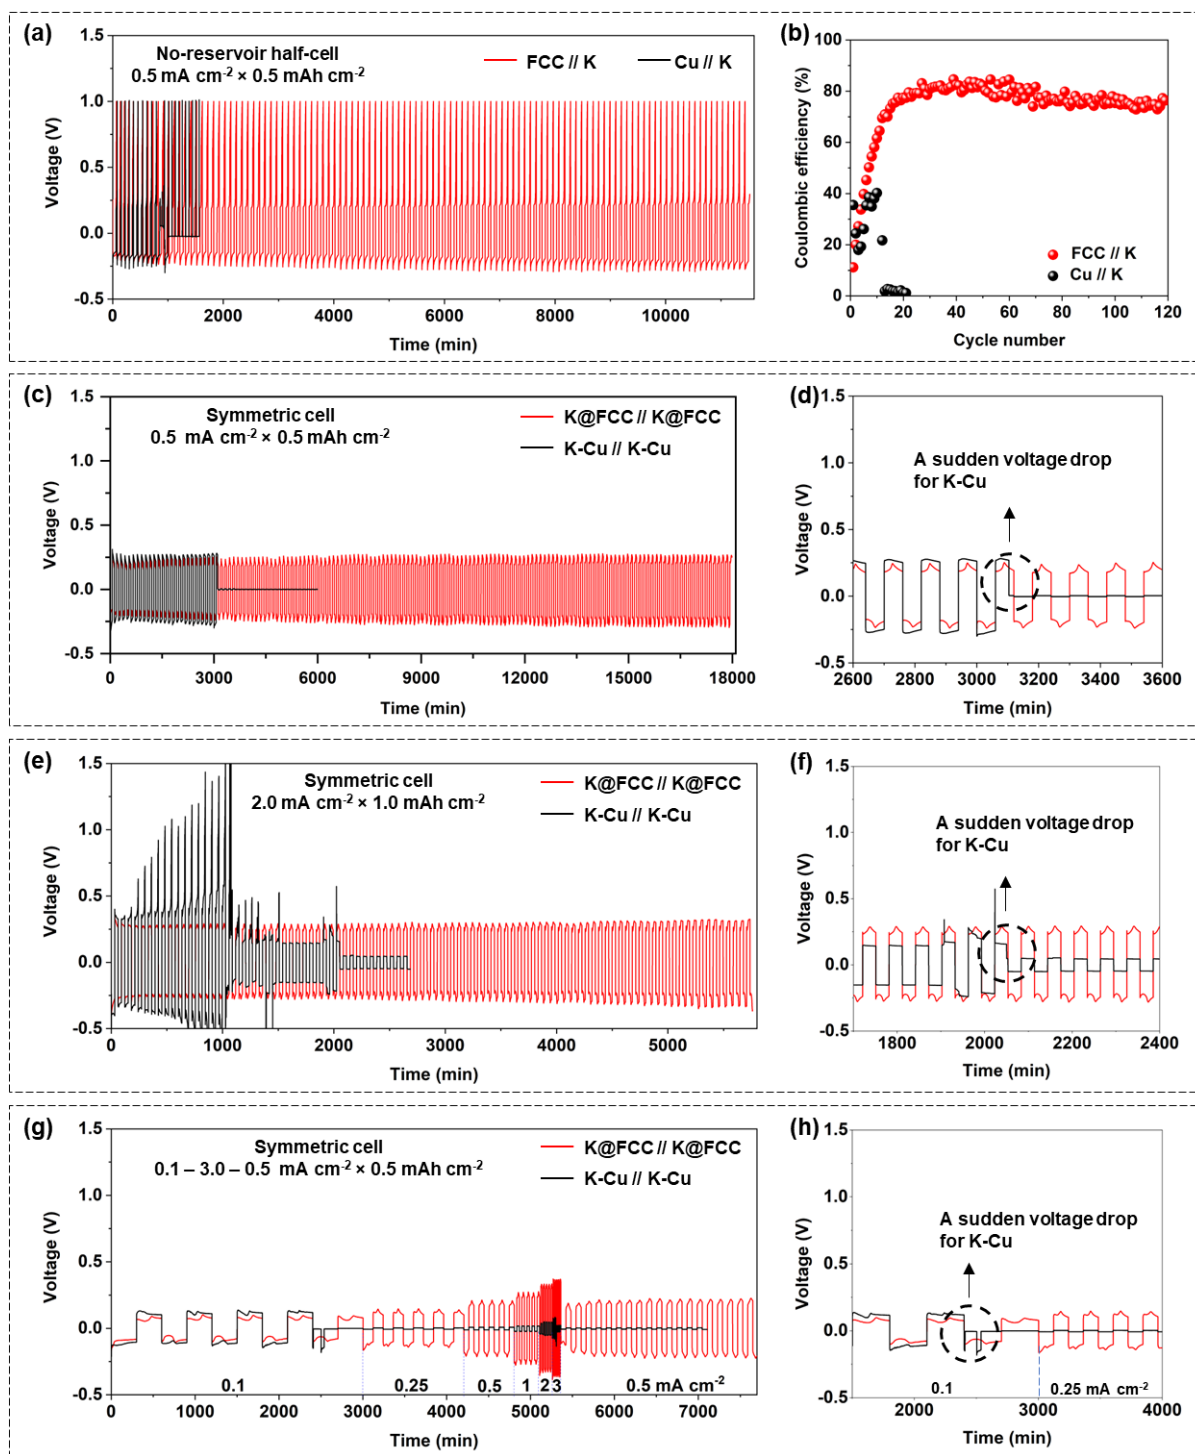 (a)
No-reservoir half-cell
0.5 mA cm⁻² × 0.5 mAh cm⁻²
FCC // K
Cu // K
1.5
1.0
0.5
0.0
-0.5
Voltage (V)
0 2000 4000 6000 8000 10000
Time (min)
(b)
100
80
60
40
20
0
Coulombic efficiency (%)
FCC // K
Cu // K
0 20 40 60 80 100 120
Cycle number
(c)
Symmetric cell
0.5 mA cm⁻² × 0.5 mAh cm⁻²
K@FCC // K@FCC
K-Cu // K-Cu
1.5
1.0
0.5
0.0
-0.5
Voltage (V)
0 3000 6000 9000 12000 15000 18000
Time (min)
(d)
A sudden voltage drop
for K-Cu
1.5
1.0
0.5
0.0
-0.5
Voltage (V)
2600 2800 3000 3200 3400 3600
Time (min)
(e)
Symmetric cell
2.0 mA cm⁻² × 1.0 mAh cm⁻²
K@FCC // K@FCC
K-Cu // K-Cu
1.5
1.0
0.5
0.0
-0.5
Voltage (V)
0 1000 2000 3000 4000 5000
Time (min)
(f)
A sudden voltage drop
for K-Cu
1.5
1.0
0.5
0.0
-0.5
Voltage (V)
1800 2000 2200 2400
Time (min)
(g)
Symmetric cell
0.1 – 3.0 – 0.5 mA cm⁻² × 0.5 mAh cm⁻²
K@FCC // K@FCC
K-Cu // K-Cu
1.5
1.0
0.5
0.0
-0.5
Voltage (V)
0.1 0.25 0.5 1 2 3 0.5 mA cm⁻²
0 1000 2000 3000 4000 5000 6000 7000
Time (min)
(h)
A sudden voltage drop
for K-Cu
1.5
1.0
0.5
0.0
-0.5
Voltage (V)
0.1 0.25 mA cm⁻²
2000 3000 4000
Time (min)